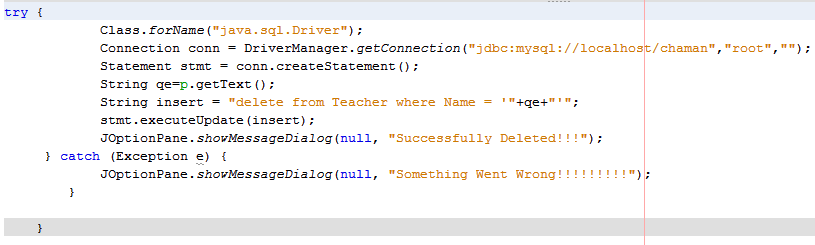 try {
Class.forName("java.sql.Driver");
Connection conn = DriverManager.getConnection("jdbc:mysql://localhost/chaman","root","");
Statement stmt = conn.createStatement();
String qe=p.getText();
String insert = "delete from Teacher where Name = '"+qe+"'";
stmt.executeUpdate(insert);
JOptionPane.showMessageDialog(null, "Successfully Deleted!!!");
} catch (Exception e) {
JOptionPane.showMessageDialog(null, "Something Went Wrong!!!!!!!!!");
}
}